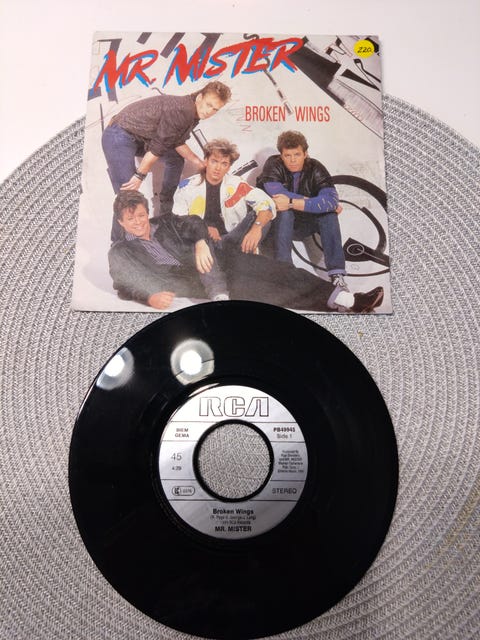 MR. MISTER
220.
BROKEN WINGS
RCA
BIEM
GEMA
PB49945
Side 1
45
4:29
STEREO
Broken Wings
MR. MISTER